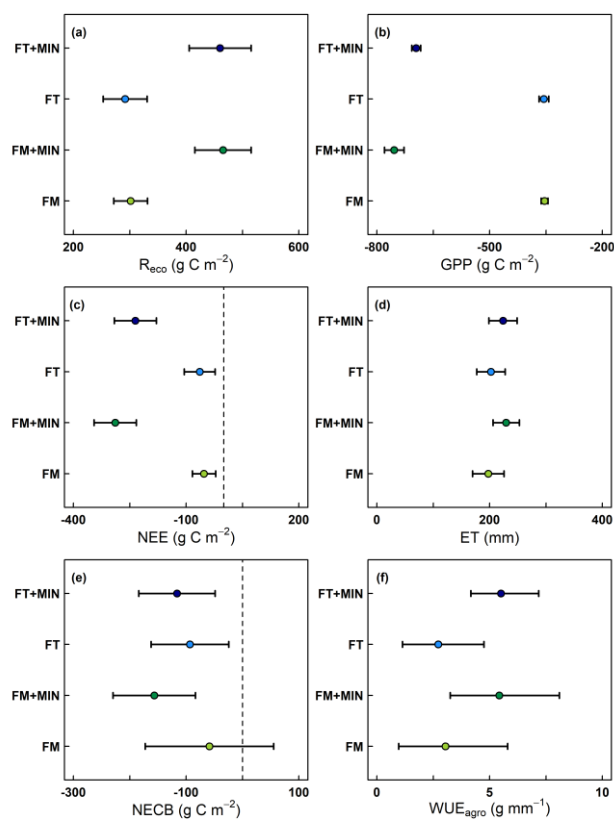 (a)
FT+MIN
FT
FM+MIN
FM
200 400 600
R_eco (g C m⁻²)
(b)
FT+MIN
FT
FM+MIN
FM
-800 -500 -200
GPP (g C m⁻²)
(c)
FT+MIN
FT
FM+MIN
FM
-400 -100 200
NEE (g C m⁻²)
(d)
FT+MIN
FT
FM+MIN
FM
0 200 400
ET (mm)
(e)
FT+MIN
FT
FM+MIN
FM
-300 -100 100
NECB (g C m⁻²)
(f)
FT+MIN
FT
FM+MIN
FM
0 5 10
WUE_agro (g mm⁻¹)